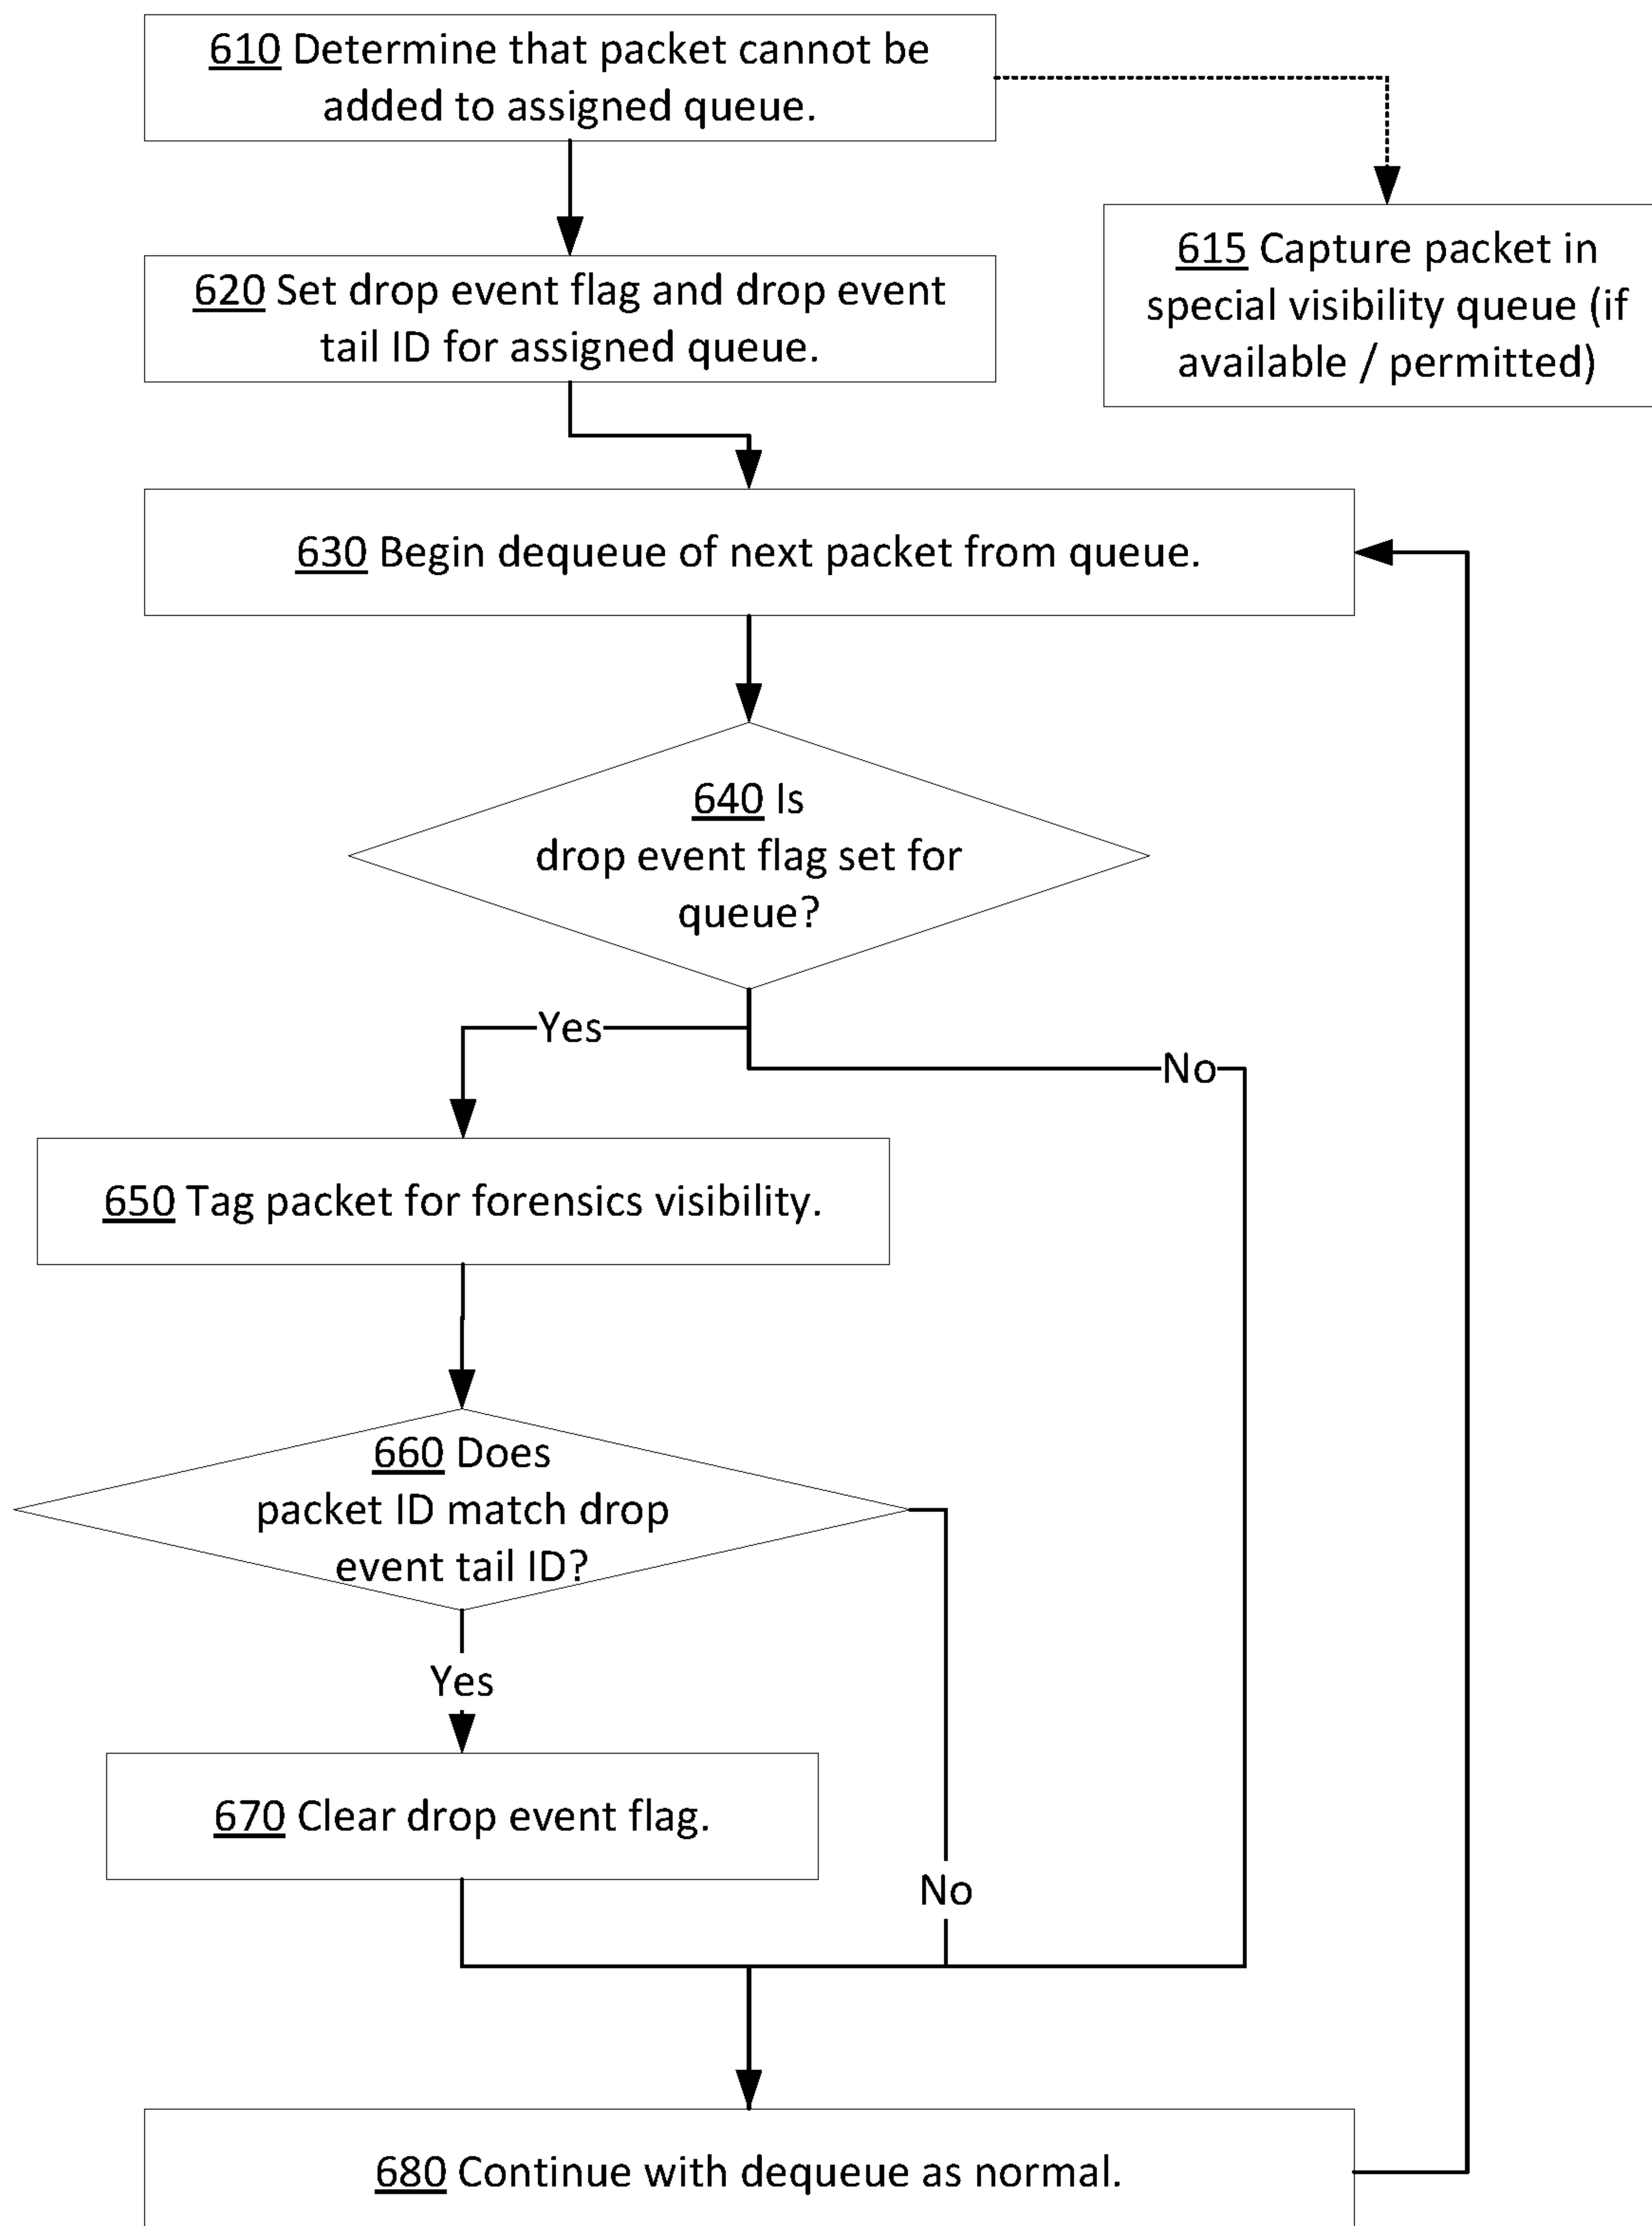 610 Determine that packet cannot be
added to assigned queue.
615 Capture packet in
special visibility queue (if
available / permitted)
620 Set drop event flag and drop event
tail ID for assigned queue.
630 Begin dequeue of next packet from queue.
640 Is
drop event flag set for
queue?
Yes
No
650 Tag packet for forensics visibility.
660 Does
packet ID match drop
event tail ID?
Yes
670 Clear drop event flag.
No
680 Continue with dequeue as normal.